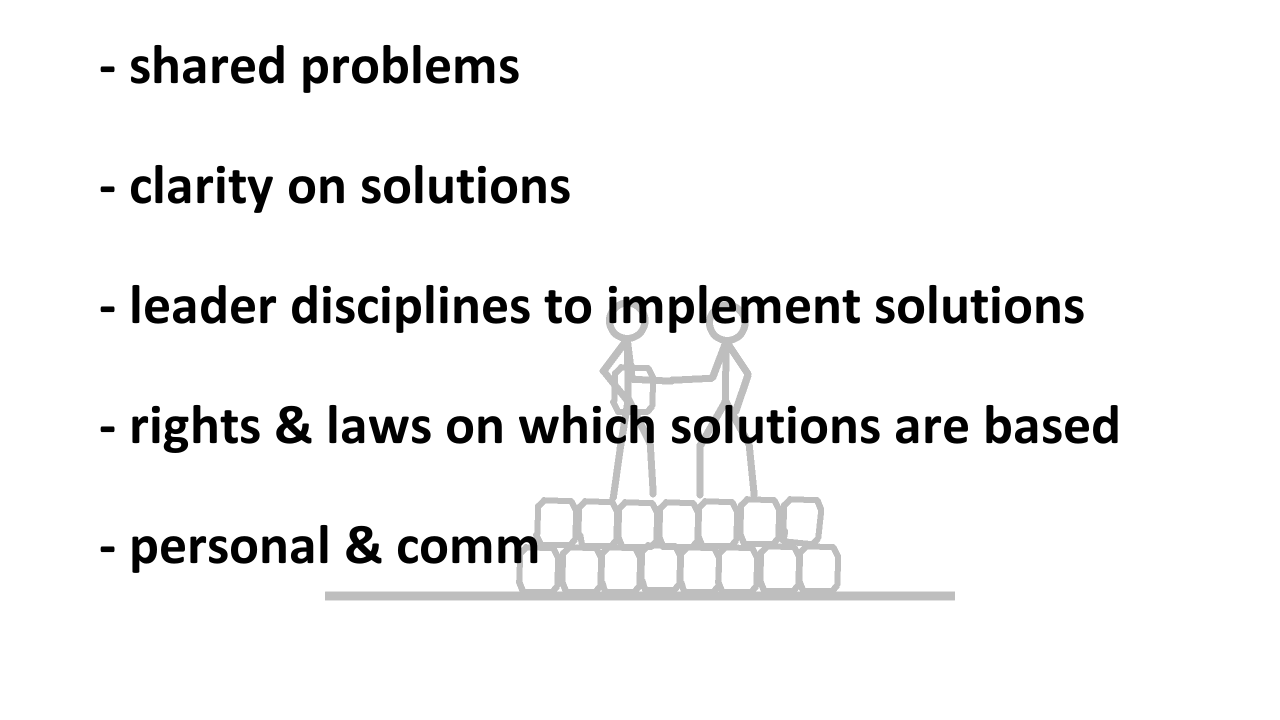 - shared problems
- clarity on solutions
- leader disciplines to implement solutions
- rights & laws on which solutions are based
- personal & comm